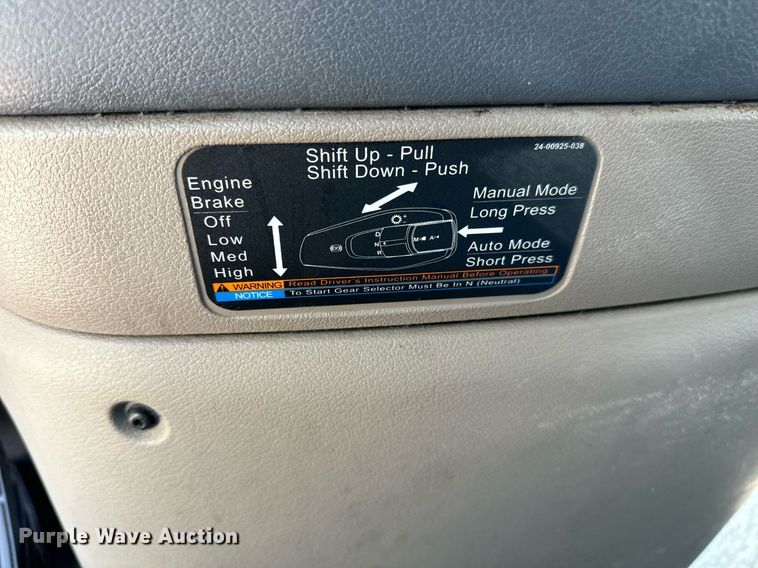 24-00925-038
Shift Up - Pull
Shift Down - Push
Engine
Brake
Off
Low
Med
High
Manual Mode
Long Press
Auto Mode
Short Press
D
N
R
M A
WARNING Read Driver's Instruction Manual Before Operating
NOTICE To Start Gear Selector Must Be In N (Neutral)
Purple Wave Auction